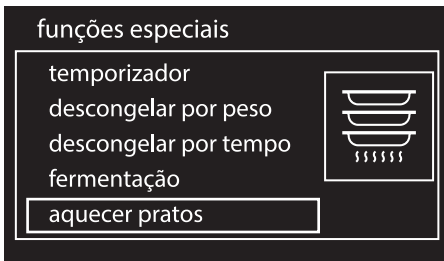 funções especiais
temporizador
descongelar por peso
descongelar por tempo
fermentação
aquecer pratos